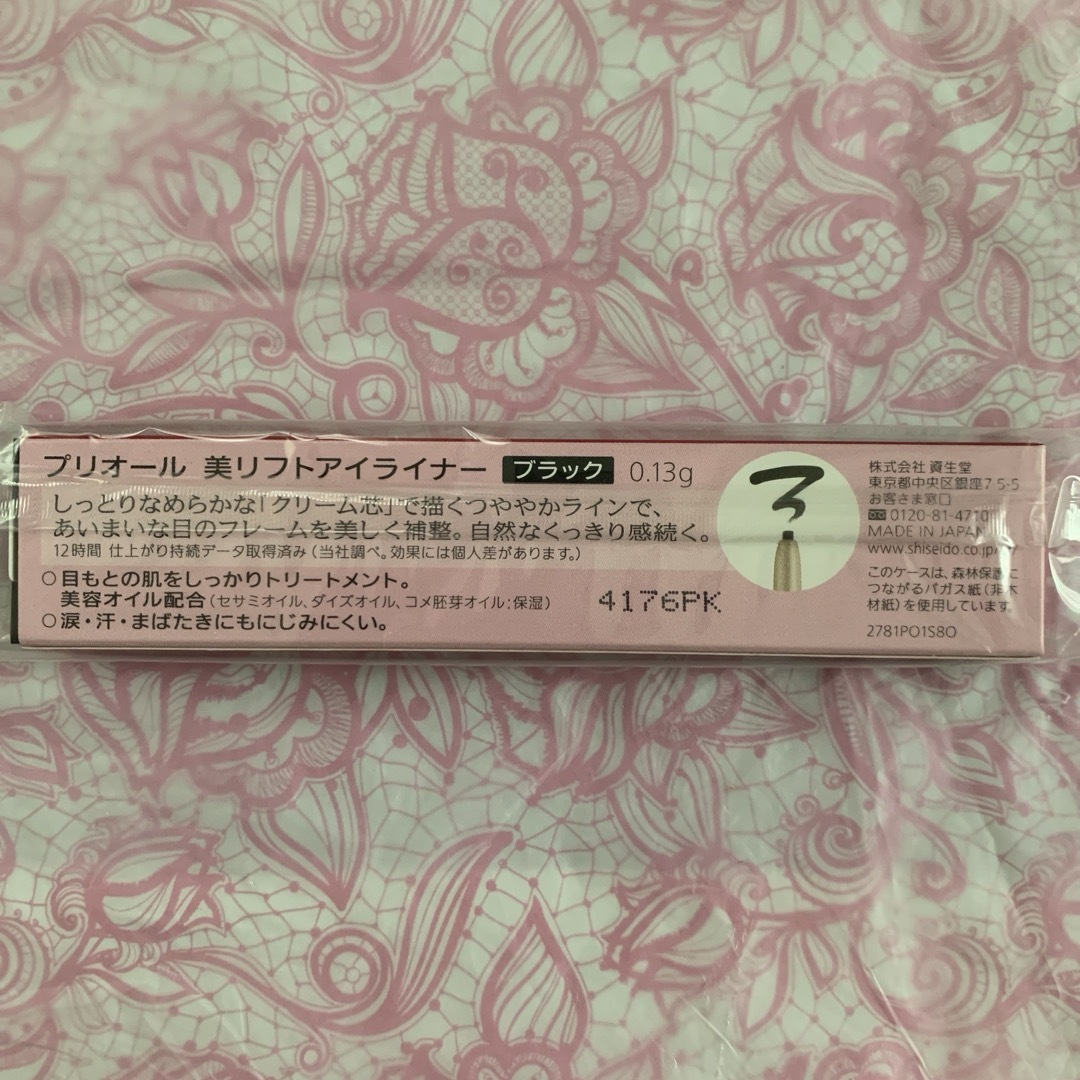 プリオール 美リフトアイライナー ブラック 0.13g
しっとりなめらかな「クリーム芯」で描くつややかラインで、
あいまいな目のフレームを美しく補整。自然なくっきり感続く。
12時間 仕上がり持続データ取得済み(当社調べ。効果には個人差があります。)
○目もとの肌をしっかりトリートメント。
美容オイル配合(セサミオイル、ダイズオイル、コメ胚芽オイル:保湿)
○涙・汗・まばたきにもにじみにくい。
4176PK
株式会社 資生堂
東京都中央区銀座7-5-5
お客さま窓口
0120-81-4710
MADE IN JAPAN
www.shiseido.co.jp
このケースは、森林保護に
つながるバガス紙(非木
材紙)を使用しています。
2781P01S80